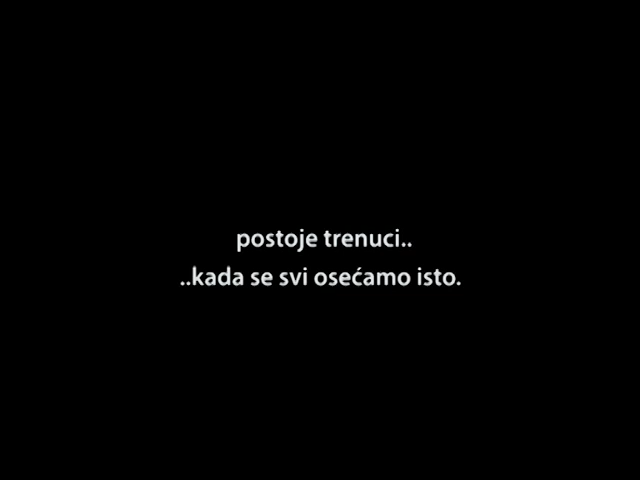 postoje trenuci..
..kada se svi osećamo isto.